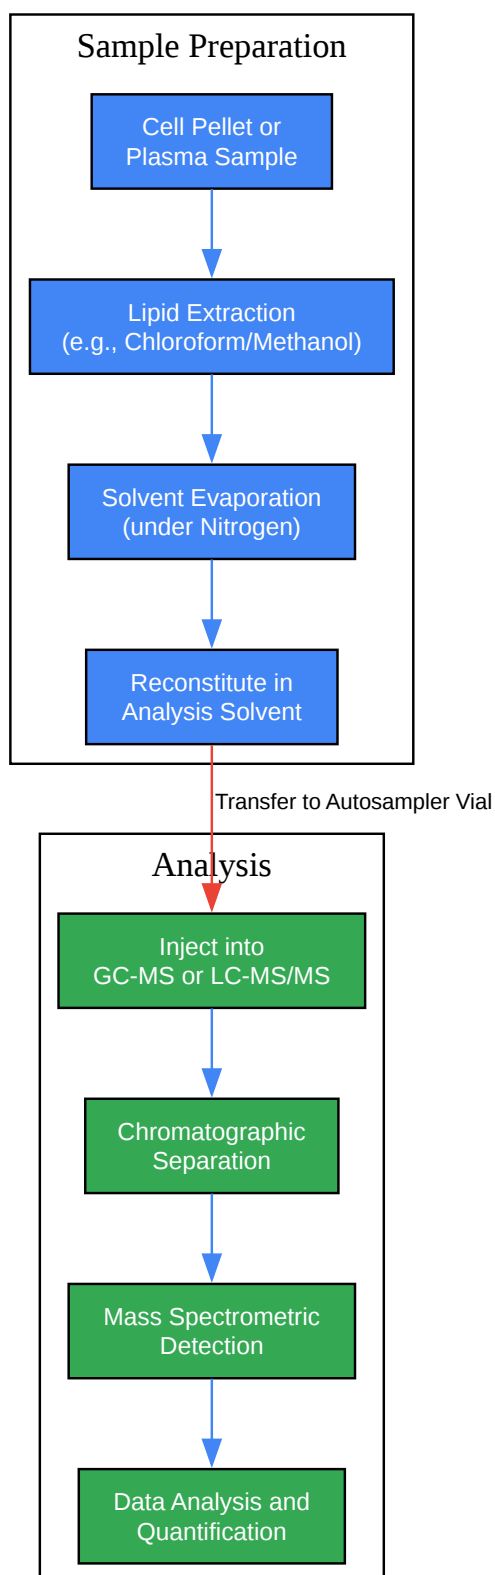 Sample Preparation
Cell Pellet or
Plasma Sample
Lipid Extraction
(e.g., Chloroform/Methanol)
Solvent Evaporation
(under Nitrogen)
Reconstitute in
Analysis Solvent
Transfer to Autosampler Vial
Analysis
Inject into
GC-MS or LC-MS/MS
Chromatographic
Separation
Mass Spectrometric
Detection
Data Analysis and
Quantification